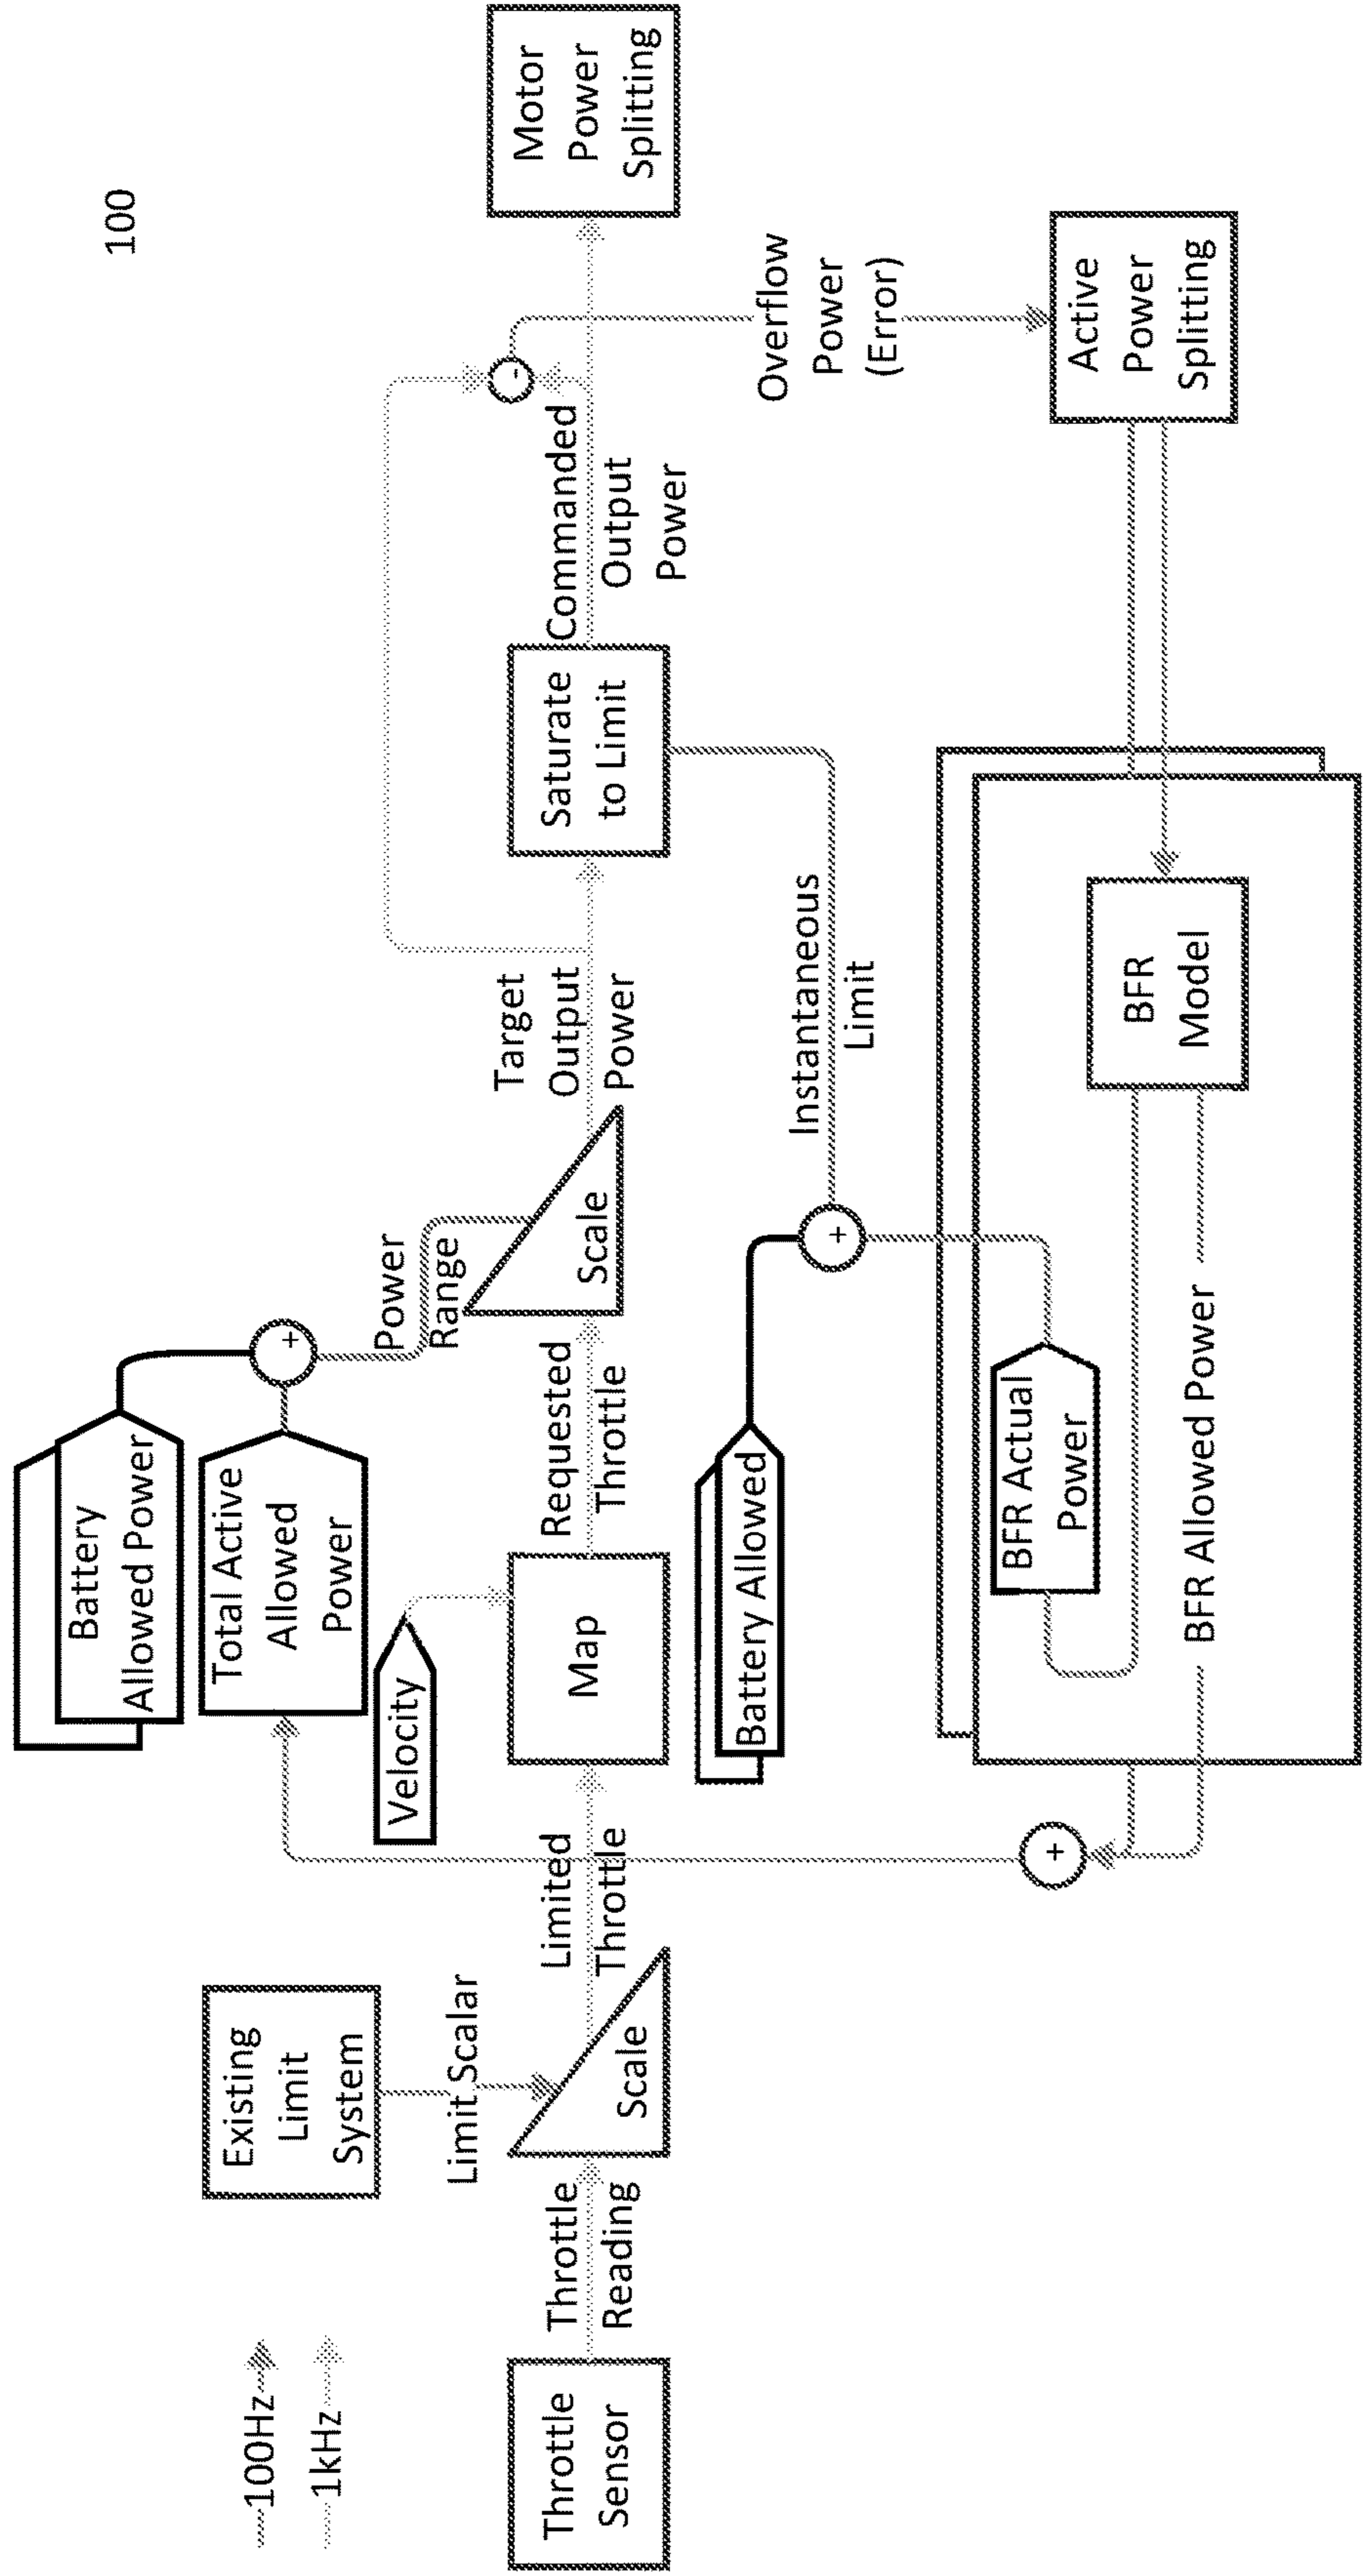 100
100Hz
1kHz
Throttle
Sensor
Throttle
Reading
Existing
Limit
System
Limit Scalar
Scale
Limited
Throttle
Velocity
Map
Requested
Throttle
Battery
Allowed Power
Total Active
Allowed
Power
+
Power
Range
Scale
Target
Output
Power
Saturate
to Limit
Commanded
Output
Power
-
Motor
Power
Splitting
Overflow
Power
(Error)
Active
Power
Splitting
Battery Allowed
+
Instantaneous
Limit
BFR Actual
Power
BFR
Model
BFR Allowed Power
+